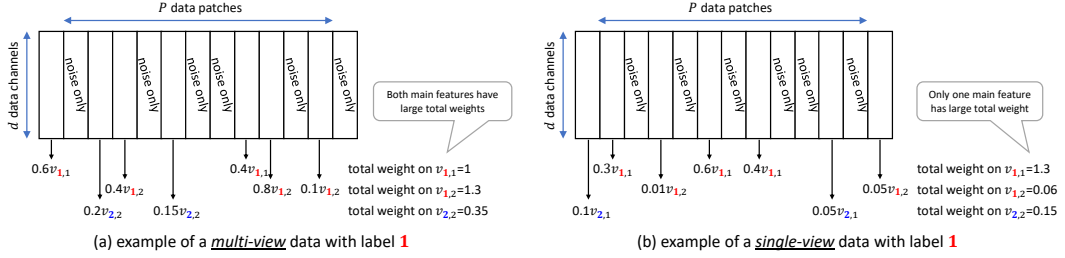 P data patches
d data channels
noise only
noise only
noise only
noise only
noise only
noise only
Both main features have
large total weights
0.6v1,1
0.2v2,2
0.4v1,2
0.15v2,2
0.4v1,1
0.8v1,2
0.1v1,2
total weight on v1,1=1
total weight on v1,2=1.3
total weight on v2,2=0.35
(a) example of a multi-view data with label 1
P data patches
d data channels
noise only
noise only
noise only
noise only
noise only
noise only
Only one main feature
has large total weight
0.1v2,1
0.3v1,1
0.01v1,2
0.6v1,1
0.4v1,1
0.05v2,1
0.05v1,2
total weight on v1,1=1.3
total weight on v1,2=0.06
total weight on v2,2=0.15
(b) example of a single-view data with label 1